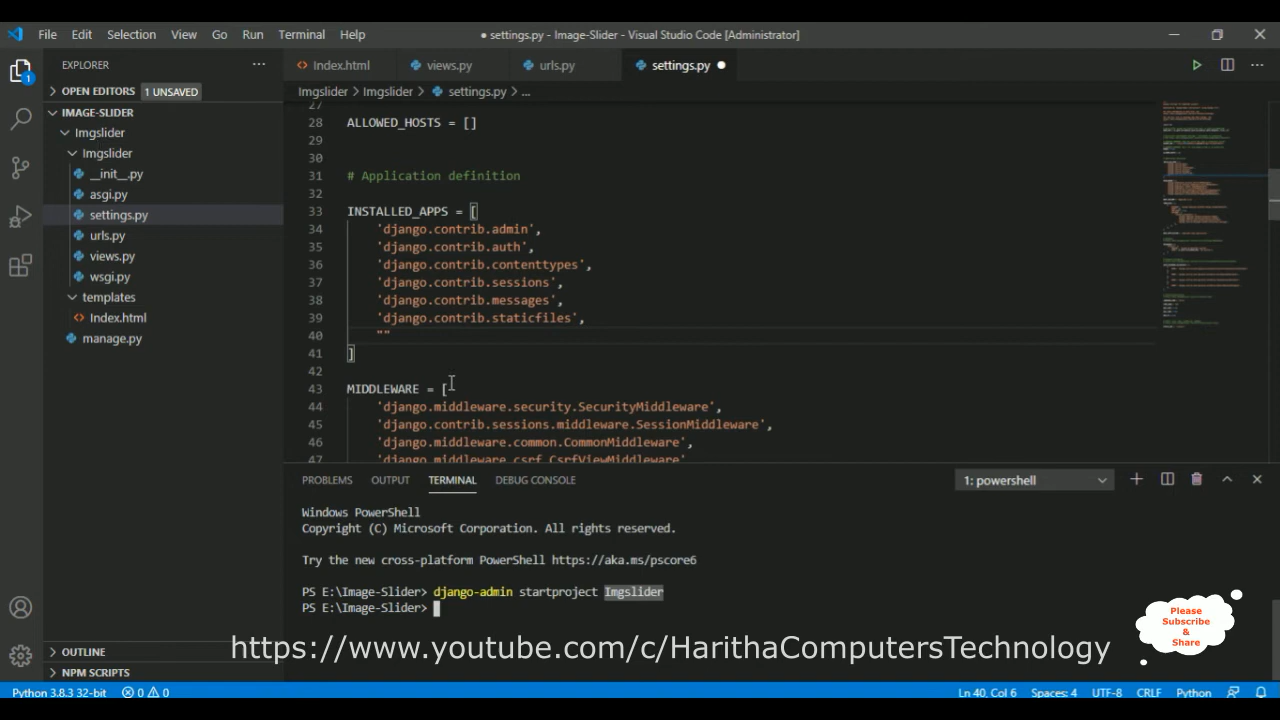 File Edit Selection View Go Run Terminal Help
● settings.py - Image-Slider - Visual Studio Code [Administrator]
EXPLORER
Index.html views.py urls.py settings.py
OPEN EDITORS 1 UNSAVED
Imgslider > Imgslider > settings.py > ...
IMAGE-SLIDER
Imgslider
Imgslider
__init__.py
asgi.py
settings.py
urls.py
views.py
wsgi.py
templates
Index.html
manage.py
27
28 ALLOWED_HOSTS = []
29
30
31 # Application definition
32
33 INSTALLED_APPS = [
34 'django.contrib.admin',
35 'django.contrib.auth',
36 'django.contrib.contenttypes',
37 'django.contrib.sessions',
38 'django.contrib.messages',
39 'django.contrib.staticfiles',
40 ""
41 ]
42
43 MIDDLEWARE = [
44 'django.middleware.security.SecurityMiddleware',
45 'django.contrib.sessions.middleware.SessionMiddleware',
46 'django.middleware.common.CommonMiddleware',
47 'django.middleware.csrf.CsrfViewMiddleware'
PROBLEMS OUTPUT TERMINAL DEBUG CONSOLE 1: powershell
Windows PowerShell
Copyright (C) Microsoft Corporation. All rights reserved.
Try the new cross-platform PowerShell https://aka.ms/pscore6
PS E:\Image-Slider> django-admin startproject Imgslider
PS E:\Image-Slider>
Please
Subscribe
&
Share
OUTLINE
NPM SCRIPTS
https://www.youtube.com/c/HarithaComputersTechnology
Python 3.8.3 32-bit 0 0 Ln 40, Col 6 Spaces: 4 UTF-8 CRLF Python